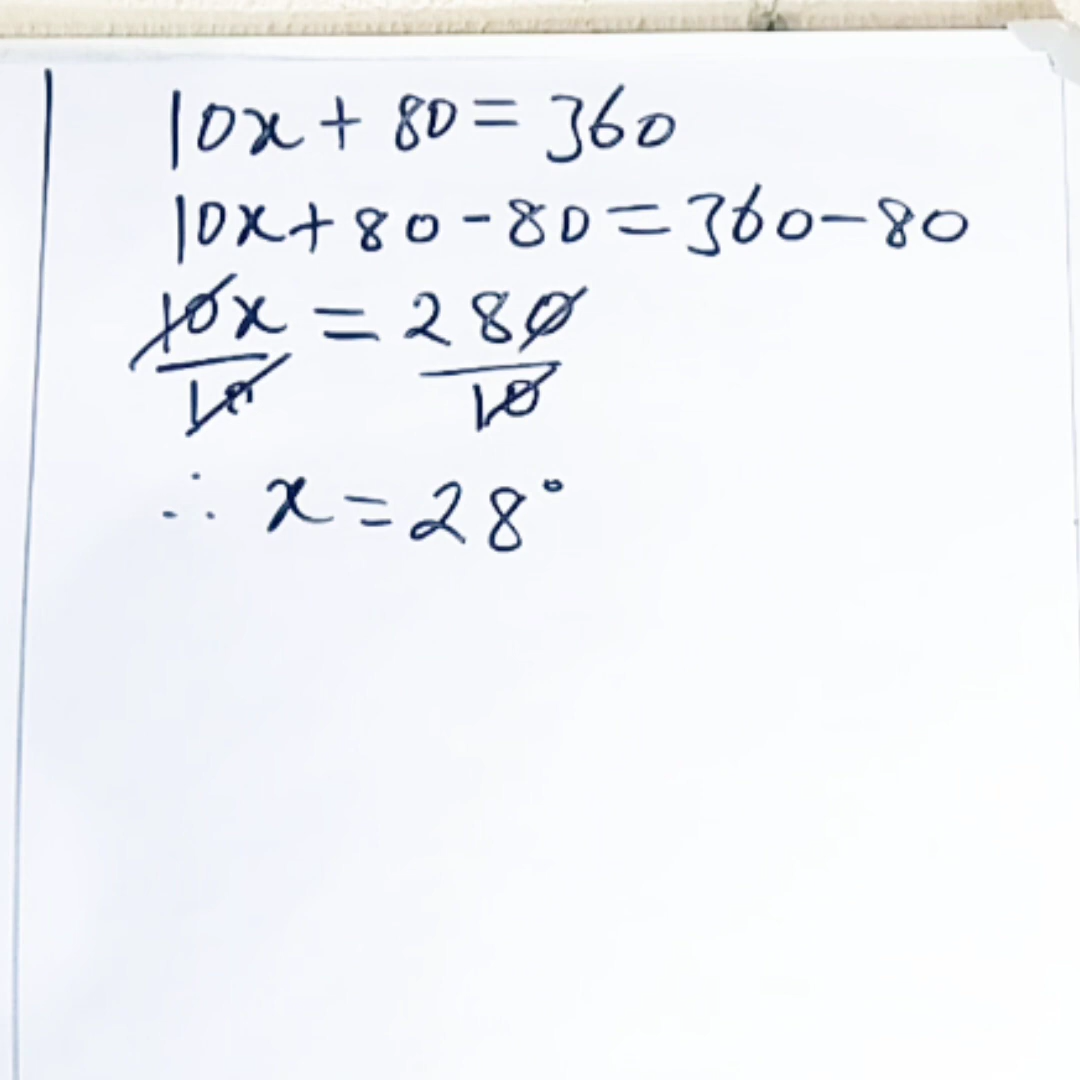 10x + 80 = 360
10x + 80 - 80 = 360 - 80
10x = 280
10 10
∴ x = 28°